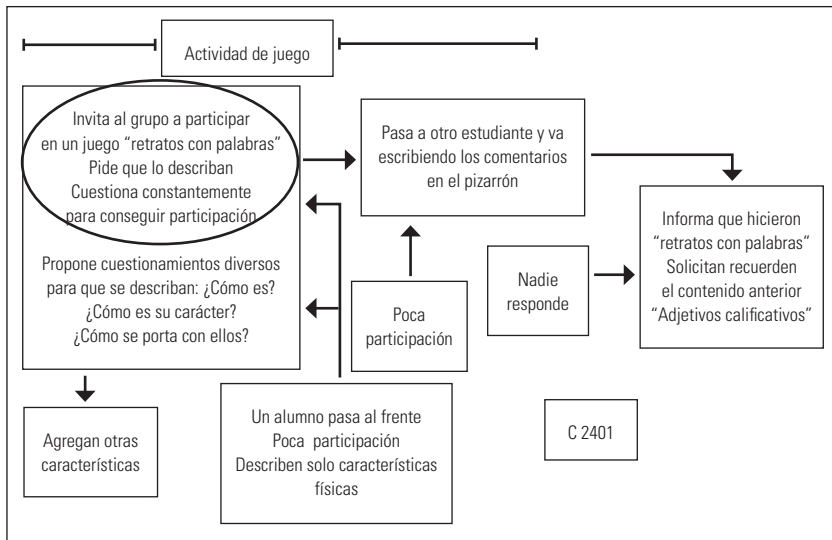 Actividad de juego
Invita al grupo a participar
en un juego “retratos con palabras”
Pide que lo describan
Cuestiona constantemente
para conseguir participación
Propone cuestionamientos diversos
para que se describan: ¿Cómo es?
¿Cómo es su carácter?
¿Cómo se porta con ellos?
Pasa a otro estudiante y va
escribiendo los comentarios
en el pizarrón
Informa que hicieron
“retratos con palabras”
Solicitan recuerden
el contenido anterior
“Adjetivos calificativos”
Nadie
responde
Poca
participación
Agregan otras
características
Un alumno pasa al frente
Poca participación
Describen solo características
físicas
C 2401